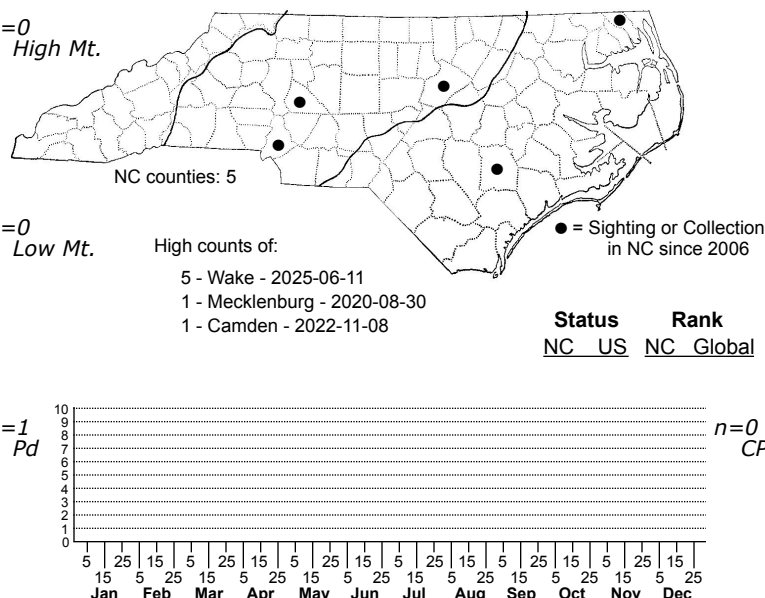 =0
High Mt.
NC counties: 5
=0
Low Mt.
High counts of:
5 - Wake - 2025-06-11
1 - Mecklenburg - 2020-08-30
1 - Camden - 2022-11-08
● = Sighting or Collection
in NC since 2006
Status Rank
NC US NC Global
=1
Pd
n=0
CP
10
9
8
7
6
5
4
3
2
1
0
5 25 15 5 25 15 5 25 15 5 25 15 5 25 15 5 25 15
15 5 25 15 5 25 15 5 25 15 5 25 15 5 25 15 5 25
Jan Feb Mar Apr May Jun Jul Aug Sep Oct Nov Dec